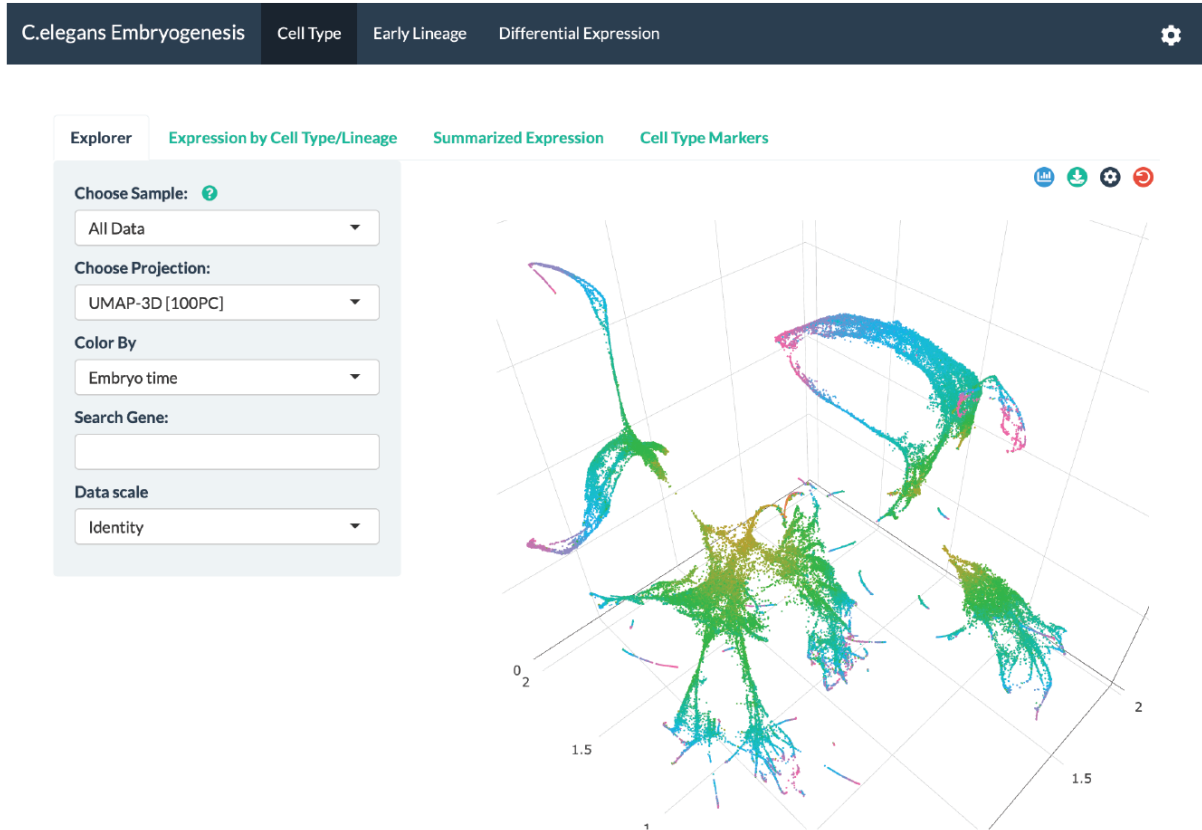 C.elegans Embryogenesis Cell Type Early Lineage Differential Expression
Explorer Expression by Cell Type/Lineage Summarized Expression Cell Type Markers
Choose Sample: ?
All Data
Choose Projection:
UMAP-3D [100PC]
Color By
Embryo time
Search Gene:
Data scale
Identity
0
2
1.5
1
2
1.5